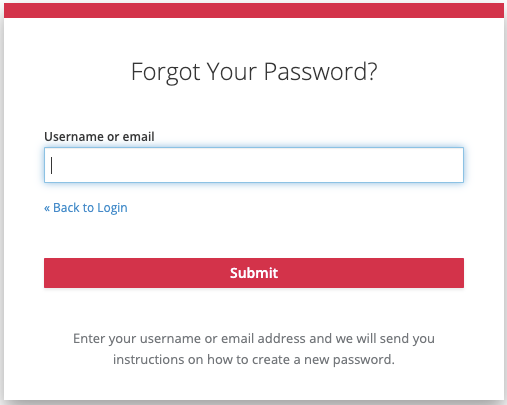 Forgot Your Password?
Username or email
« Back to Login
Submit
Enter your username or email address and we will send you
instructions on how to create a new password.